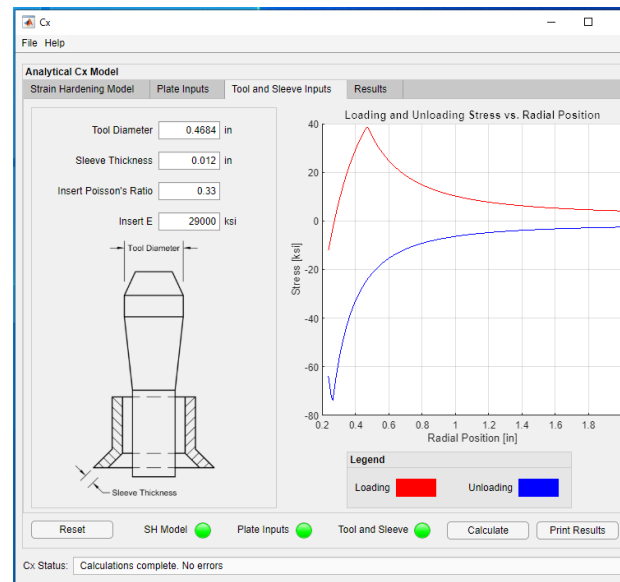 Cx
File Help
Analytical Cx Model
Strain Hardening Model Plate Inputs Tool and Sleeve Inputs Results
Tool Diameter 0.4684 in
Sleeve Thickness 0.012 in
Insert Poisson's Ratio 0.33
Insert E 29000 ksi
Tool Diameter
Sleeve Thickness
Loading and Unloading Stress vs. Radial Position
40
20
0
-20
-40
-60
-80
Stress [ksi]
0.2 0.4 0.6 0.8 1 1.2 1.4 1.6 1.8
Radial Position [in]
Legend
Loading Unloading
Reset SH Model Plate Inputs Tool and Sleeve Calculate Print Results
Cx Status: Calculations complete. No errors